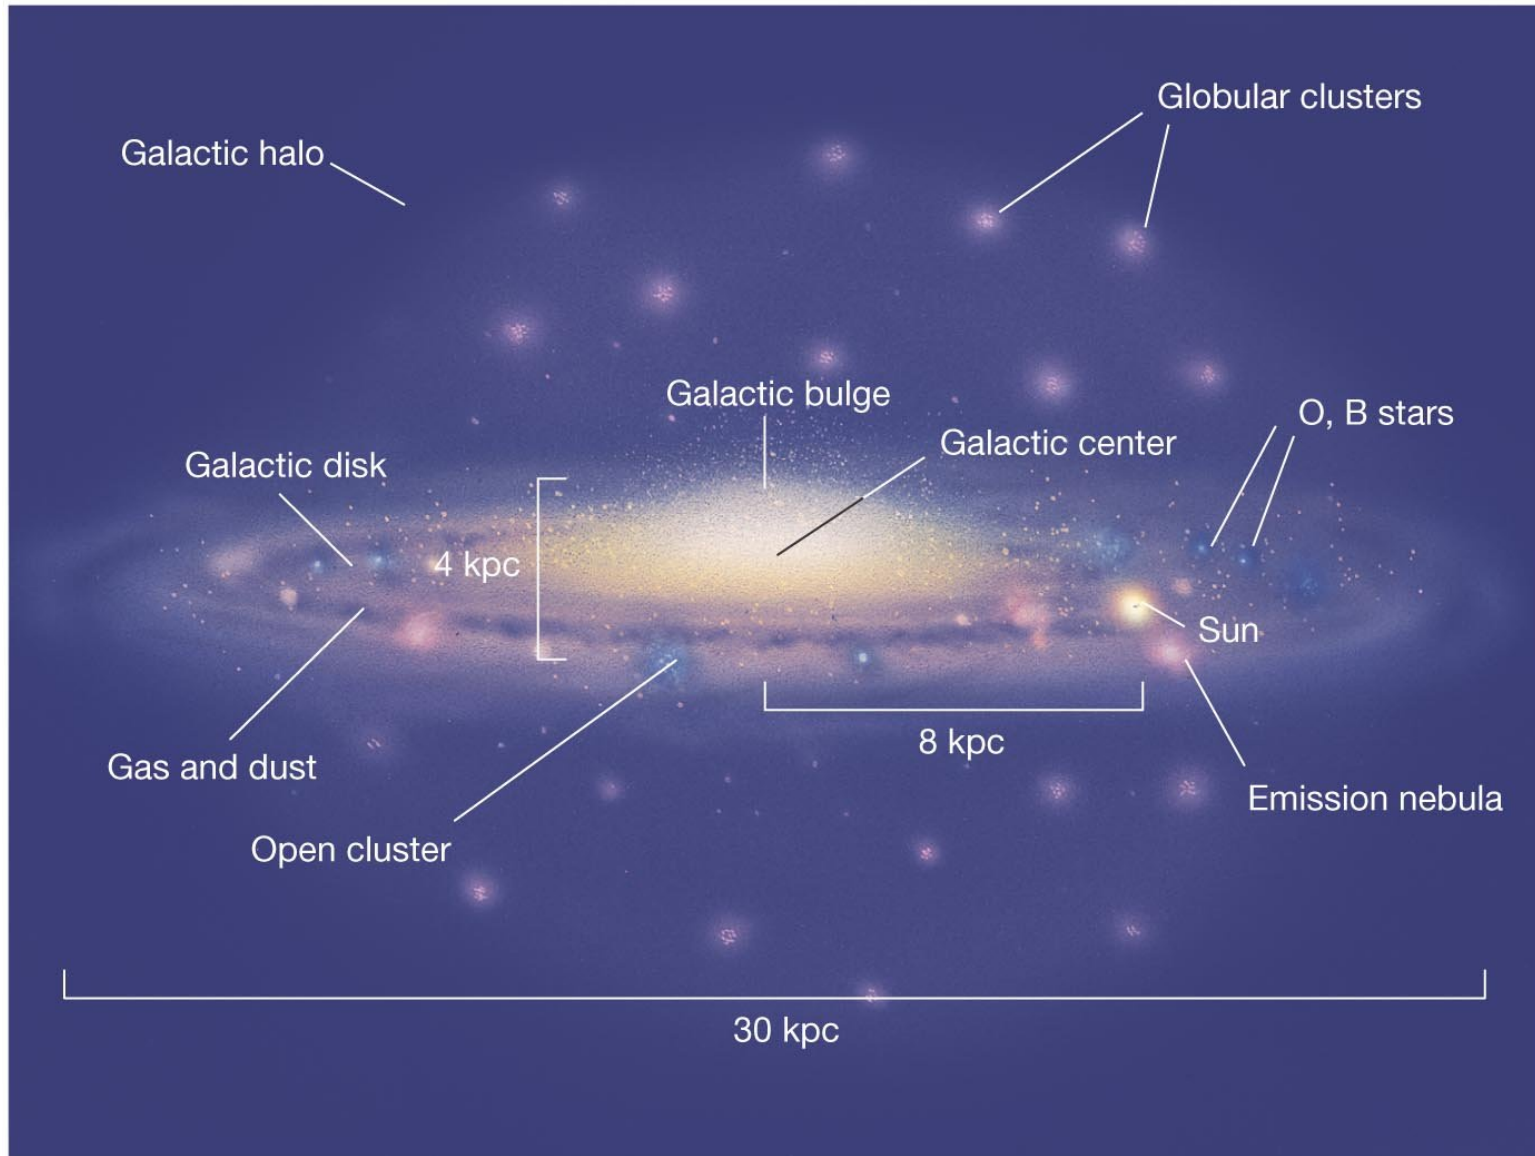 Globular clusters
Galactic halo
Galactic bulge
O, B stars
Galactic center
Galactic disk
4 kpc
Sun
8 kpc
Gas and dust
Emission nebula
Open cluster
30 kpc